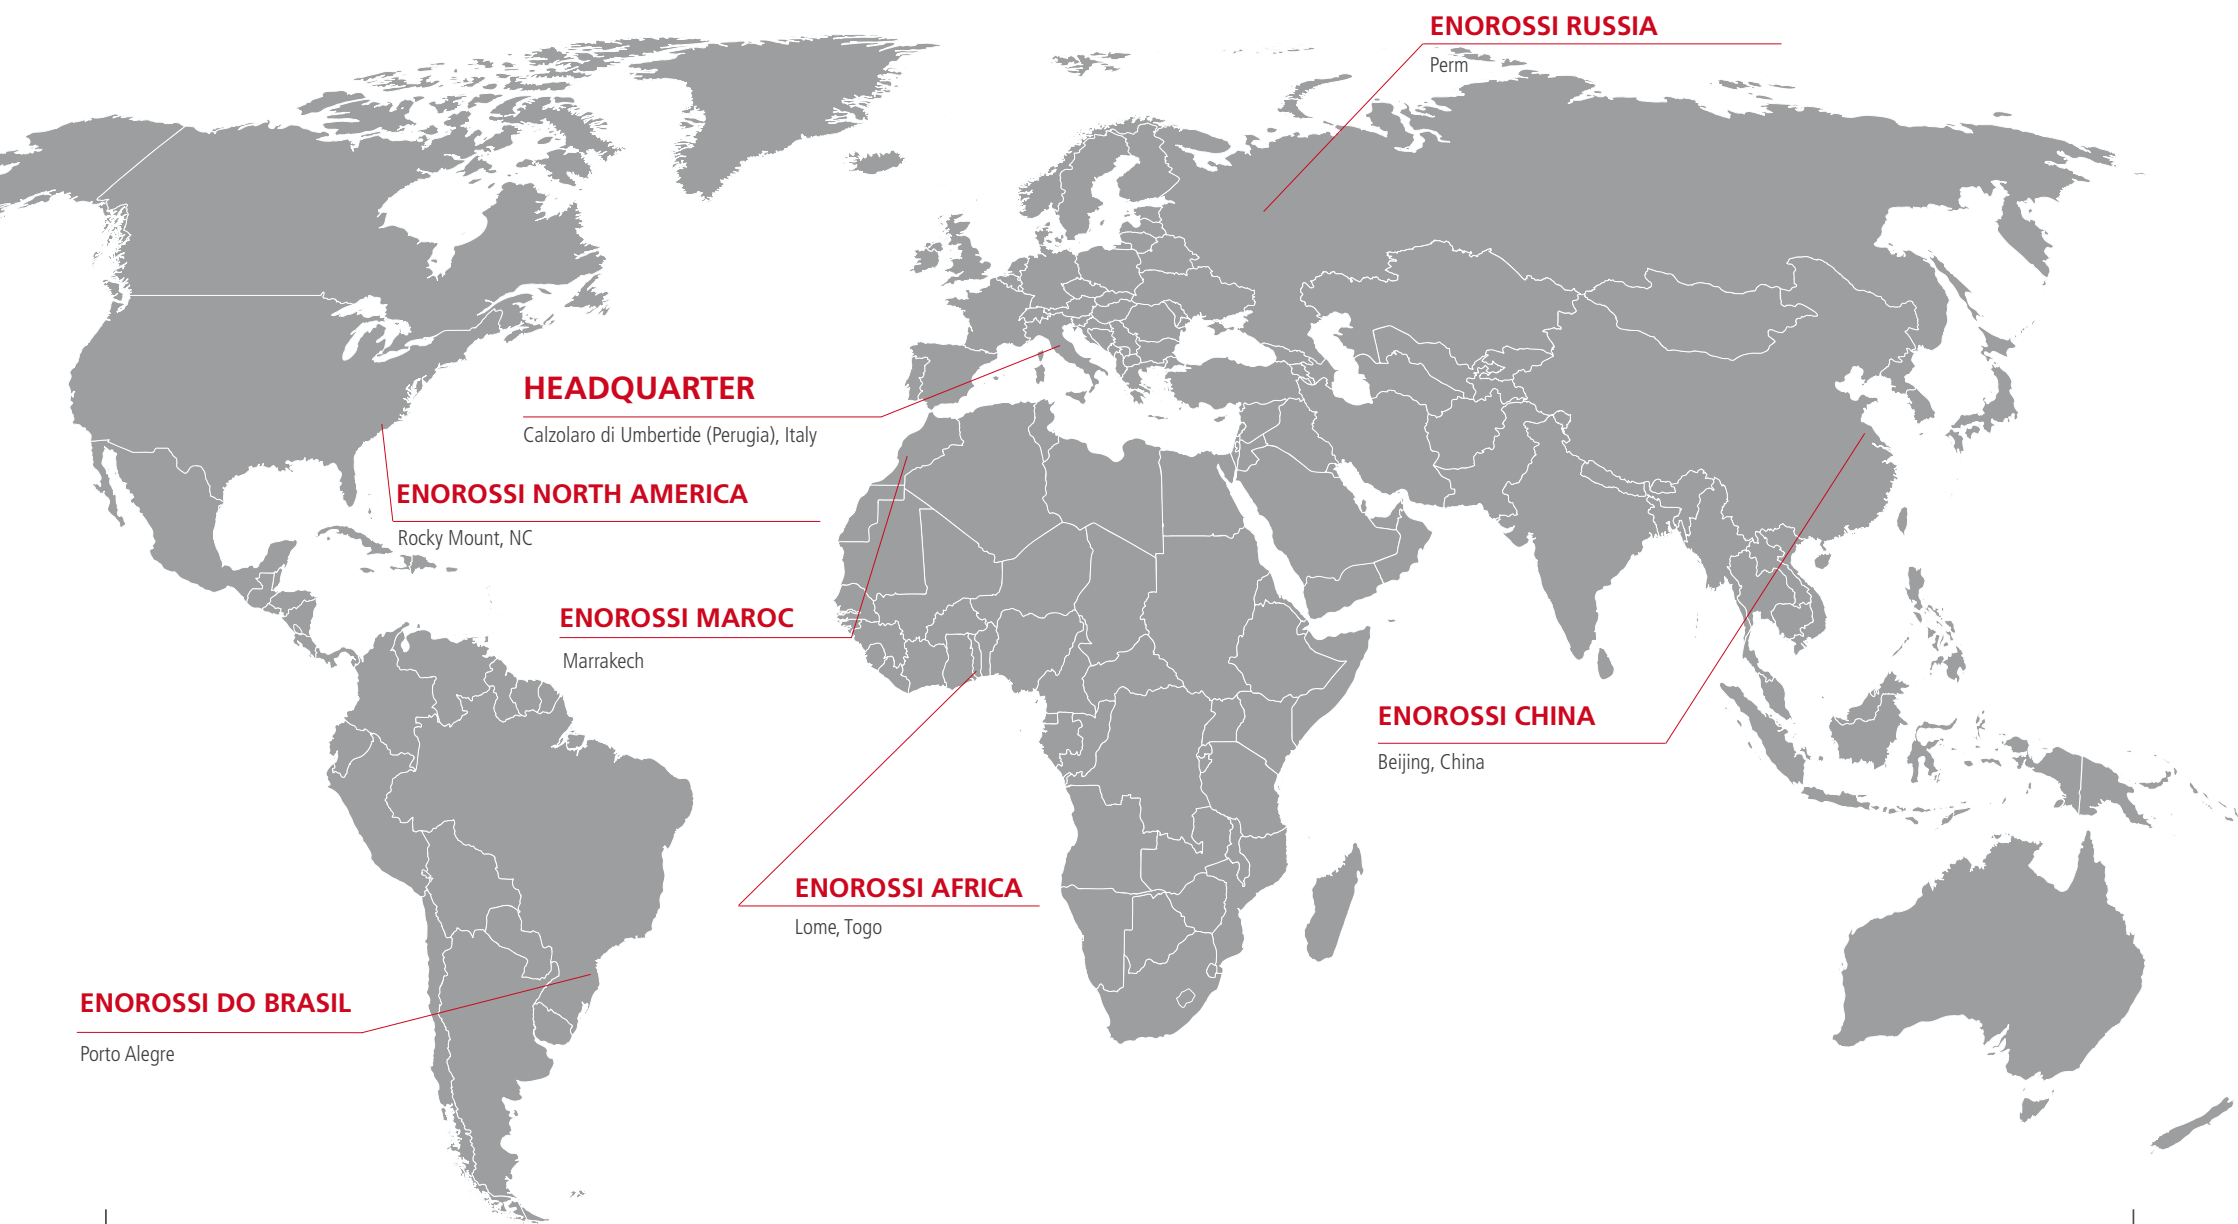 ENOROSSI RUSSIA
Perm
HEADQUARTER
Calzolaro di Umbertide (Perugia), Italy
ENOROSSI NORTH AMERICA
Rocky Mount, NC
ENOROSSI MAROC
Marrakech
ENOROSSI CHINA
Beijing, China
ENOROSSI AFRICA
Lome, Togo
ENOROSSI DO BRASIL
Porto Alegre